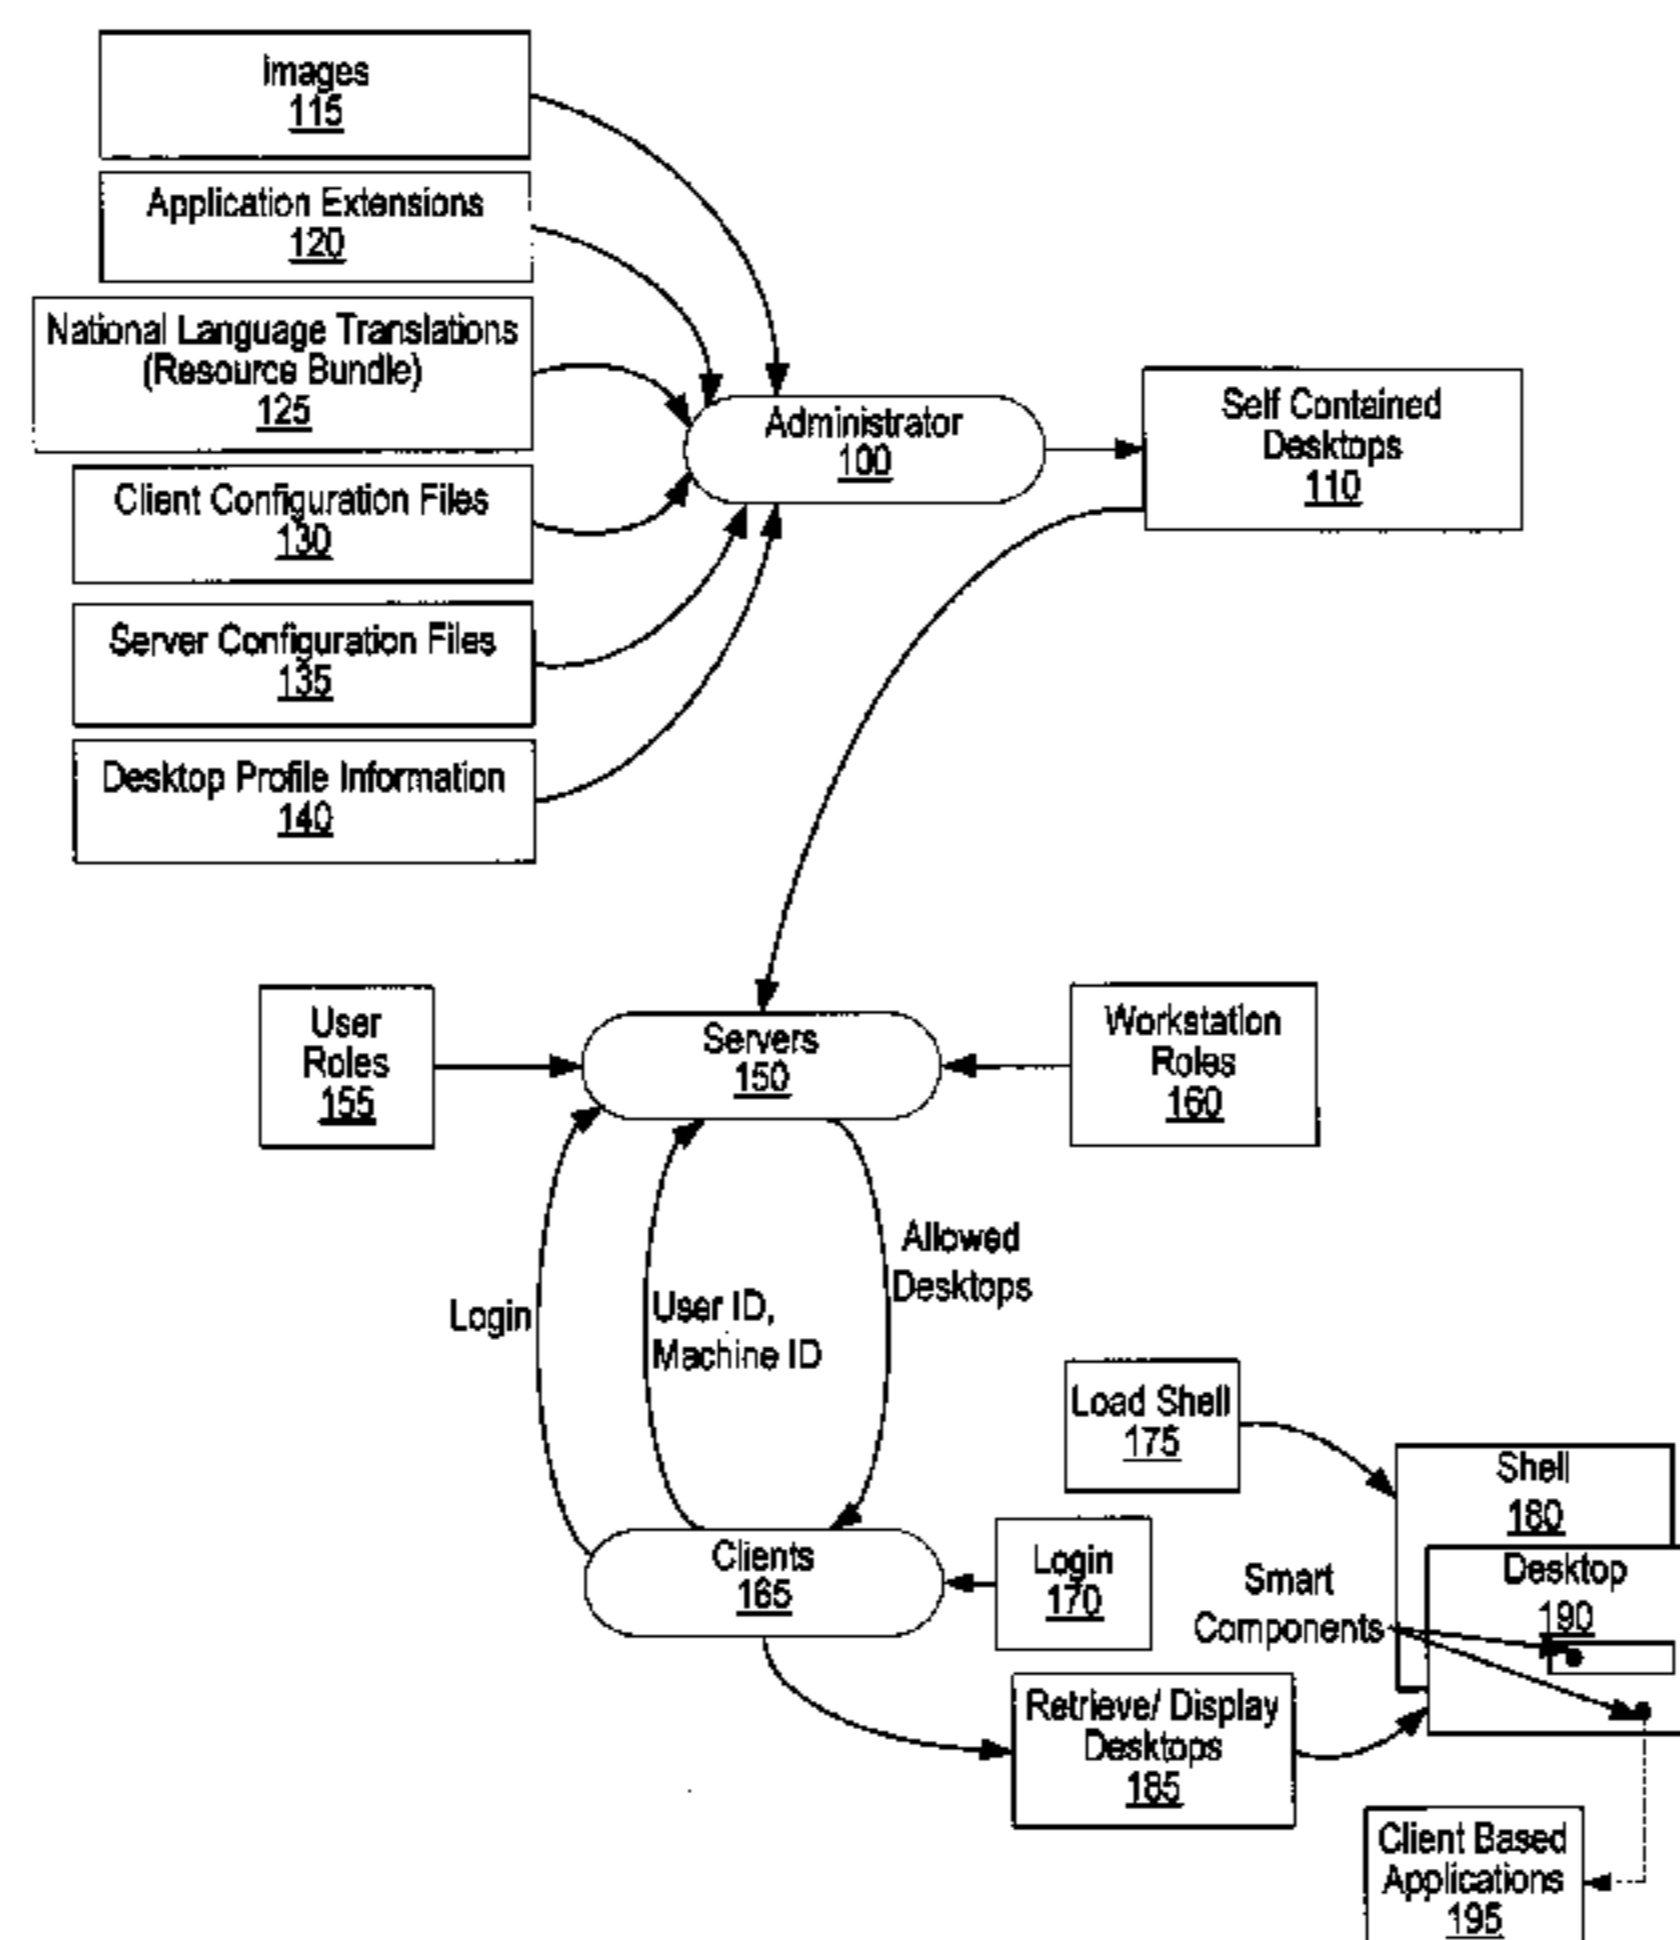 Images
115
Application Extensions
120
National Language Translations
(Resource Bundle)
125
Client Configuration Files
130
Server Configuration Files
135
Desktop Profile Information
140
Administrator
100
Self Contained
Desktops
110
User
Roles
155
Servers
150
Workstation
Roles
160
Login
User ID,
Machine ID
Allowed
Desktops
Clients
165
Login
170
Load Shell
175
Shell
180
Desktop
190
Smart
Components
Retrieve/ Display
Desktops
185
Client Based
Applications
195